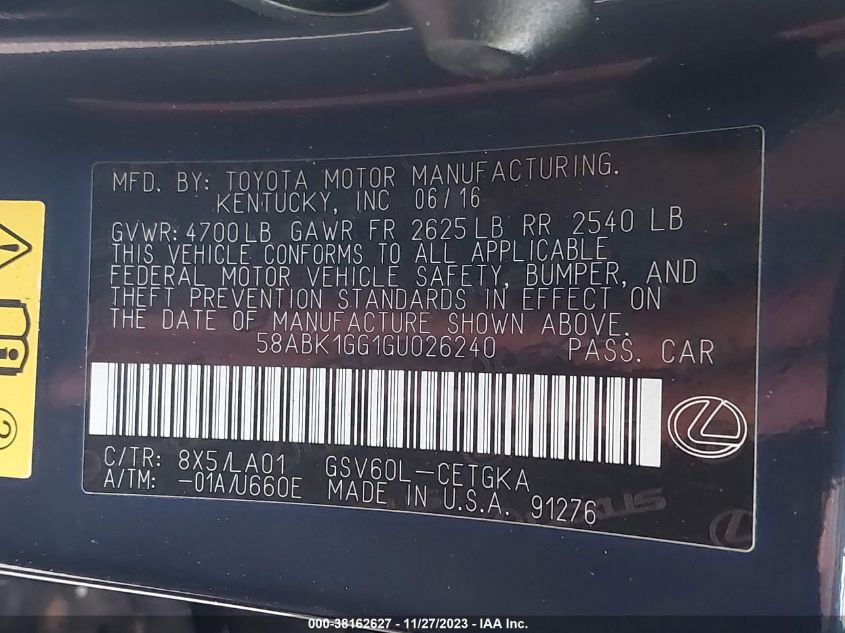 MFD. BY: TOYOTA MOTOR MANUFACTURING.
KENTUCKY, INC 06/16
GVWR: 4700LB GAWR FR 2625LB RR 2540 LB
THIS VEHICLE CONFORMS TO ALL APPLICABLE
FEDERAL MOTOR VEHICLE SAFETY, BUMPER, AND
THEFT PREVENTION STANDARDS IN EFFECT ON
THE DATE OF MANUFACTURE SHOWN ABOVE.
58ABK1GG1GU026240 PASS. CAR
C/TR: 8X5/LA01 GSV60L-CETGKA
A/TM: -01A/U660E MADE IN U.S.A. 91276
000-38162627 - 11/27/2023 - IAA Inc.